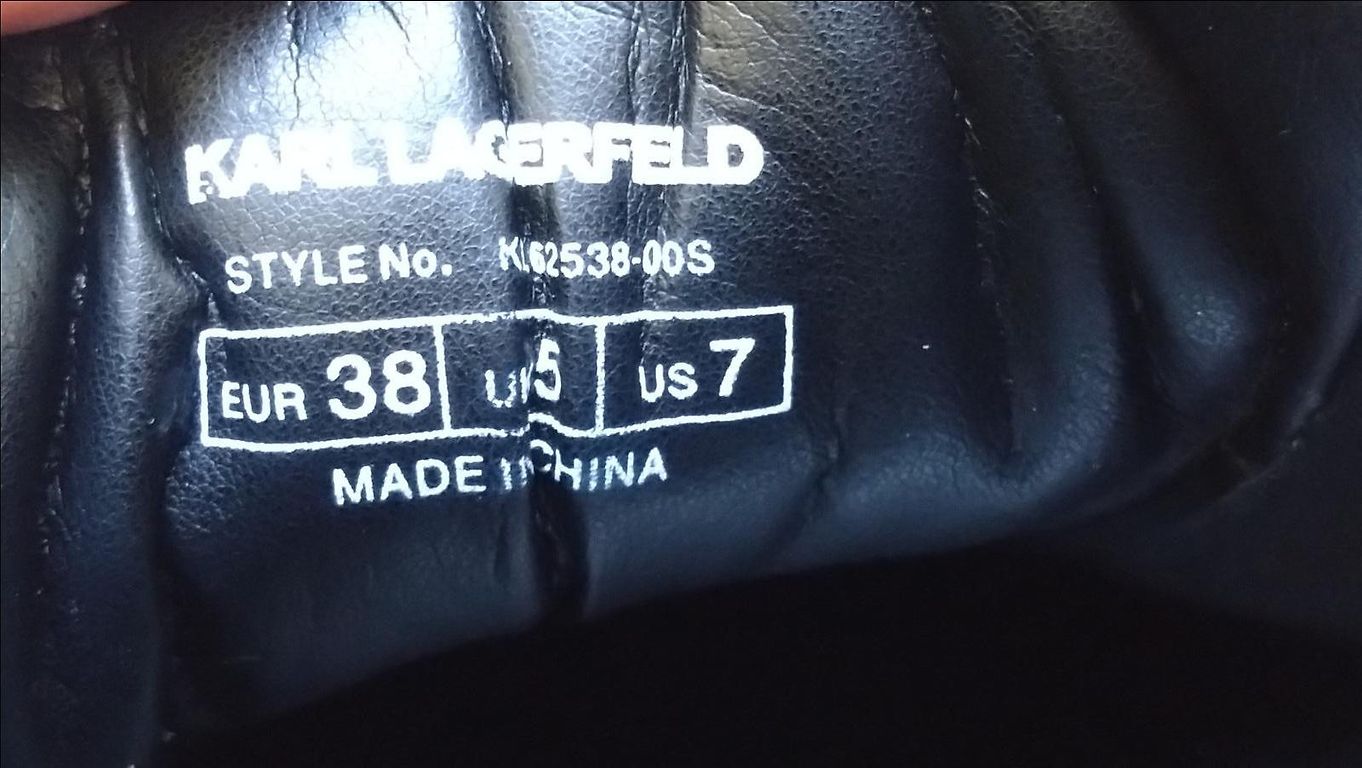 KARL LAGERFELD
STYLE No. KL62538-00S
EUR 38 UK 5 US 7
MADE IN CHINA